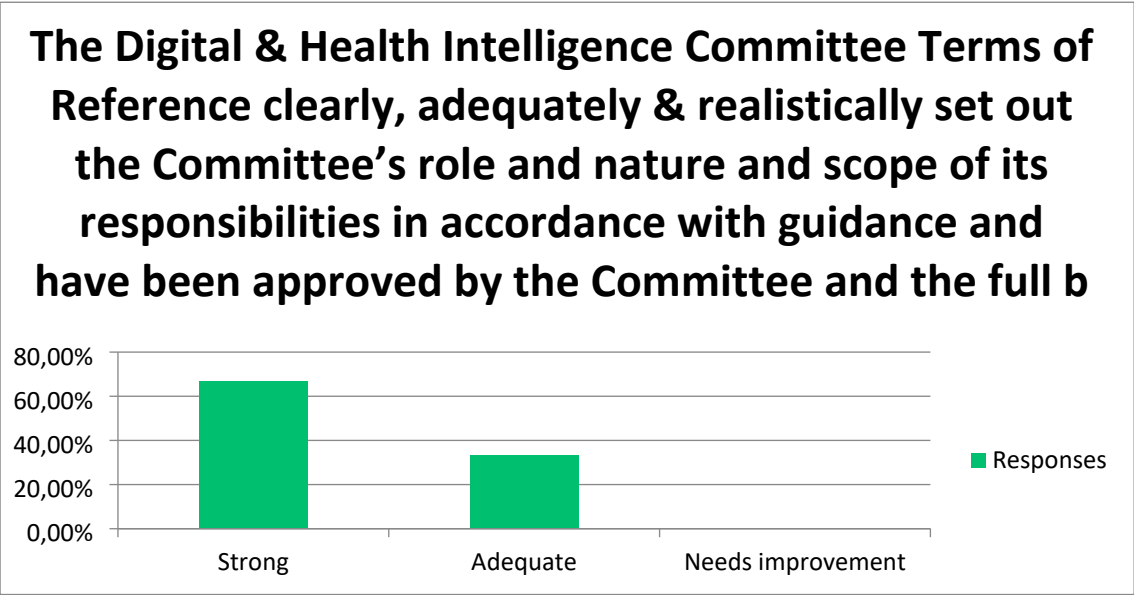 The Digital & Health Intelligence Committee Terms of
Reference clearly, adequately & realistically set out
the Committee’s role and nature and scope of its
responsibilities in accordance with guidance and
have been approved by the Committee and the full b
80,00%
60,00%
40,00%
20,00%
0,00%
Strong
Adequate
Needs improvement
Responses